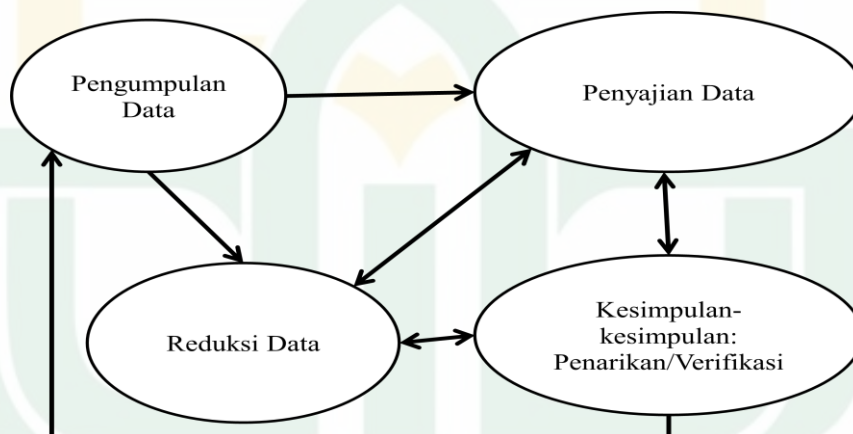 Pengumpulan
Data
Penyajian Data
Reduksi Data
Kesimpulan-
kesimpulan:
Penarikan/Verifikasi